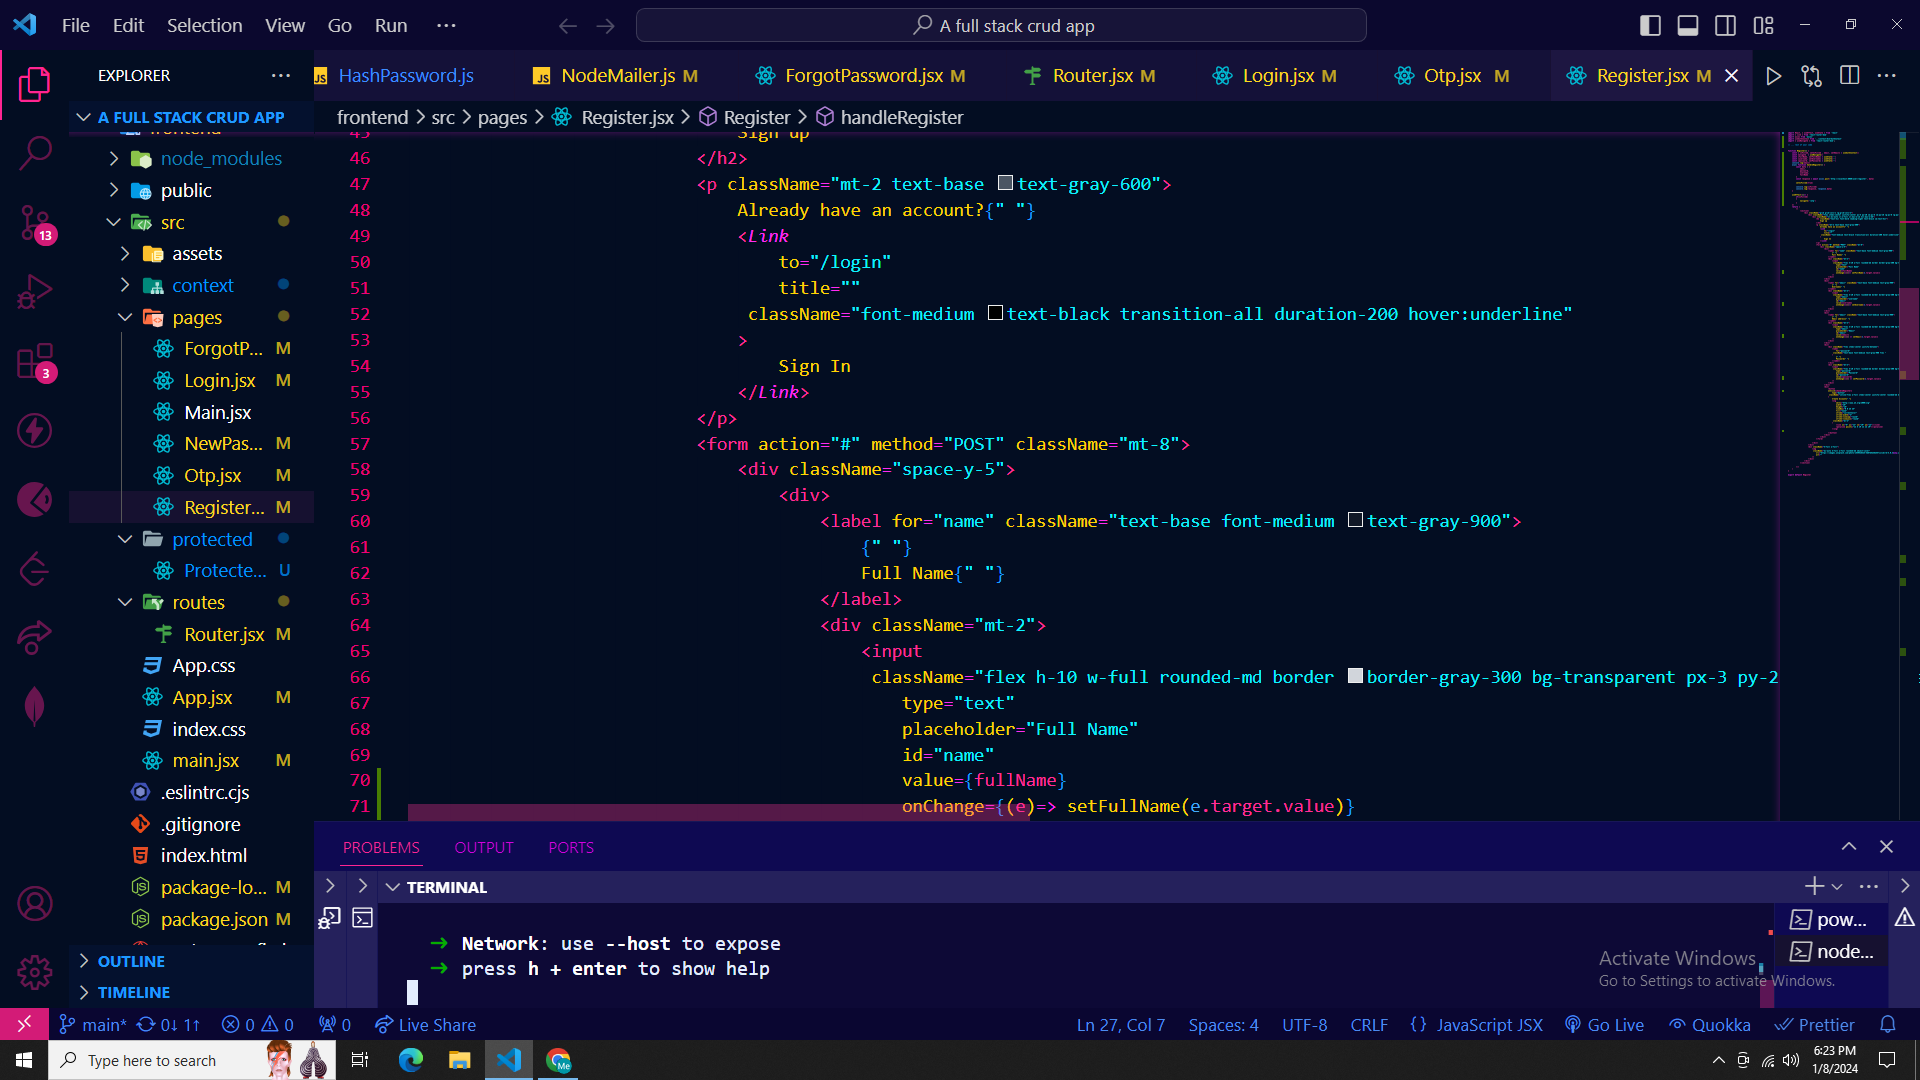 File Edit Selection View Go Run ···
A full stack crud app
EXPLORER
HashPassword.js
NodeMailer.js M
ForgotPassword.jsx M
Router.jsx M
Login.jsx M
Otp.jsx M
Register.jsx M
frontend > src > pages > Register.jsx > Register > handleRegister
A FULL STACK CRUD APP
frontend
node_modules
public
src
assets
context
pages
ForgotP... M
Login.jsx M
Main.jsx
NewPas... M
Otp.jsx M
Register... M
protected
Protecte... U
routes
Router.jsx M
App.css
App.jsx M
index.css
main.jsx M
.eslintrc.cjs
.gitignore
index.html
package-lo... M
package.json M
OUTLINE
TIMELINE
13
3
45 Sign up
46 </h2>
47 <p className="mt-2 text-base text-gray-600">
48 Already have an account?{" "}
49 <Link
50 to="/login"
51 title=""
52 className="font-medium text-black transition-all duration-200 hover:underline"
53 >
54 Sign In
55 </Link>
56 </p>
57 <form action="#" method="POST" className="mt-8">
58 <div className="space-y-5">
59 <div>
60 <label for="name" className="text-base font-medium text-gray-900">
61 {" "}
62 Full Name{" "}
63 </label>
64 <div className="mt-2">
65 <input
66 className="flex h-10 w-full rounded-md border border-gray-300 bg-transparent px-3 py-2
67 type="text"
68 placeholder="Full Name"
69 id="name"
70 value={fullName}
71 onChange={(e)=> setFullName(e.target.value)}
PROBLEMS OUTPUT PORTS
TERMINAL
➜ Network: use --host to expose
➜ press h + enter to show help
pow...
node...
Activate Windows
Go to Settings to activate Windows.
main* 0↓ 1↑ 0 0 0 Live Share
Ln 27, Col 7 Spaces: 4 UTF-8 CRLF {} JavaScript JSX Go Live Quokka Prettier
Type here to search
Me
6:23 PM
1/8/2024